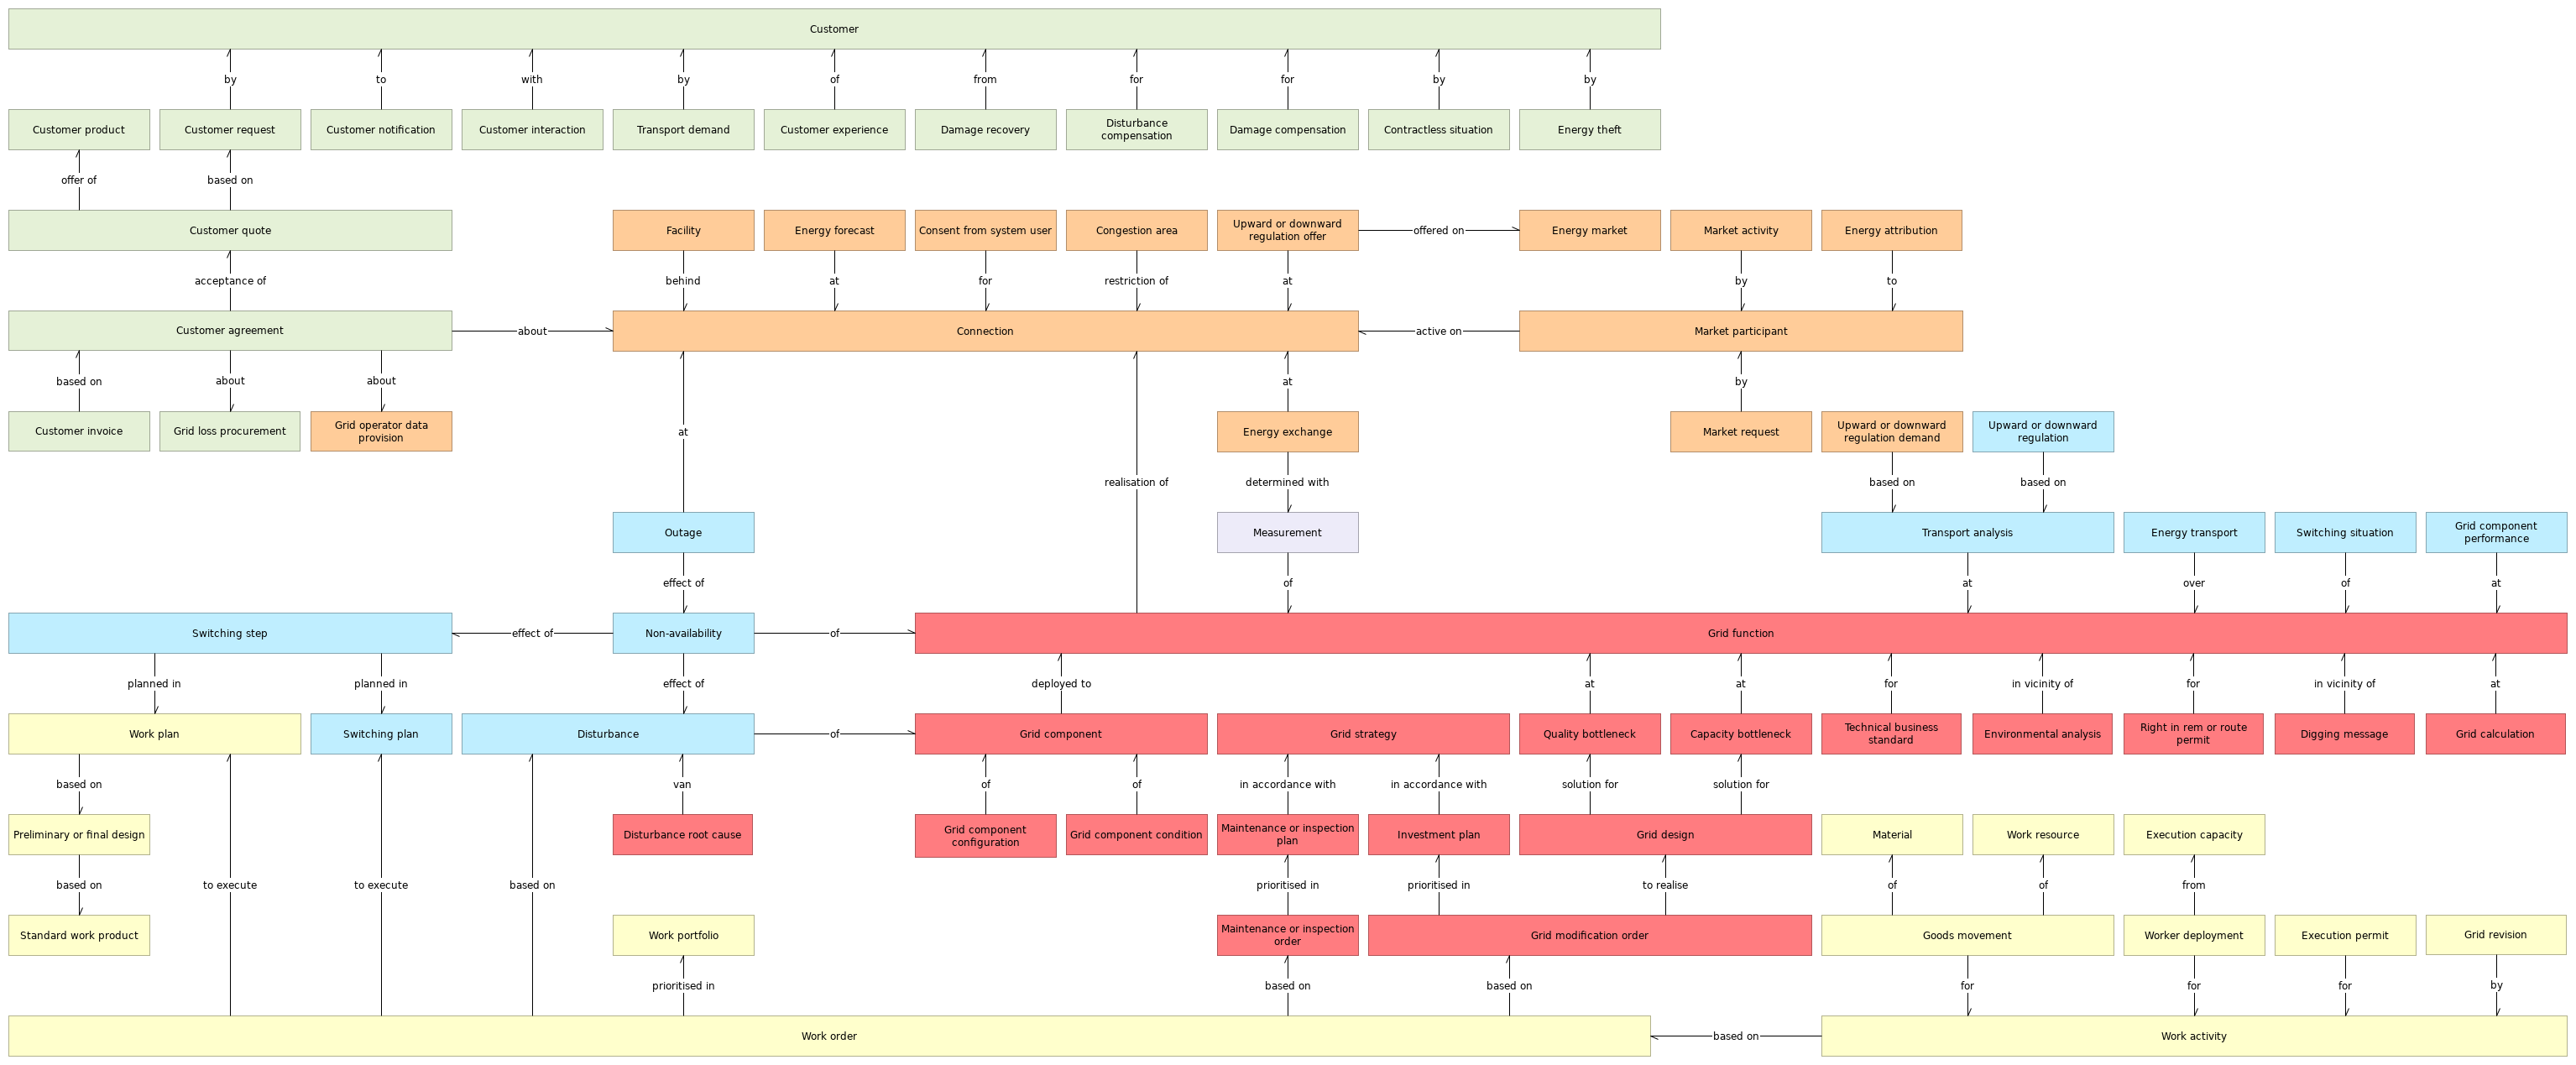 Customer
by
to
with
by
of
from
for
for
by
by
Customer product
Customer request
Customer notification
Customer interaction
Transport demand
Customer experience
Damage recovery
Disturbance
compensation
Damage compensation
Contractless situation
Energy theft
offer of
based on
Customer quote
Facility
Energy forecast
Consent from system user
Congestion area
Upward or downward
regulation offer
offered on
Energy market
Market activity
Energy attribution
acceptance of
behind
at
for
restriction of
at
by
to
Customer agreement
about
Connection
active on
Market participant
based on
about
about
at
by
Customer invoice
Grid loss procurement
Grid operator data
provision
at
Energy exchange
Market request
Upward or downward
regulation demand
Upward or downward
regulation
realisation of
determined with
based on
based on
Outage
Measurement
Transport analysis
Energy transport
Switching situation
Grid component
performance
effect of
of
at
over
of
at
Switching step
effect of
Non-availability
of
Grid function
planned in
planned in
effect of
deployed to
at
at
for
in vicinity of
for
in vicinity of
at
Work plan
Switching plan
Disturbance
of
Grid component
Grid strategy
Quality bottleneck
Capacity bottleneck
Technical business
standard
Environmental analysis
Right in rem or route
permit
Digging message
Grid calculation
based on
van
of
of
in accordance with
in accordance with
solution for
solution for
Preliminary or final design
Disturbance root cause
Grid component
configuration
Grid component condition
Maintenance or inspection
plan
Investment plan
Grid design
Material
Work resource
Execution capacity
based on
to execute
to execute
based on
prioritised in
prioritised in
to realise
of
of
from
Standard work product
Work portfolio
Maintenance or inspection
order
Grid modification order
Goods movement
Worker deployment
Execution permit
Grid revision
prioritised in
based on
based on
for
for
for
by
Work order
based on
Work activity